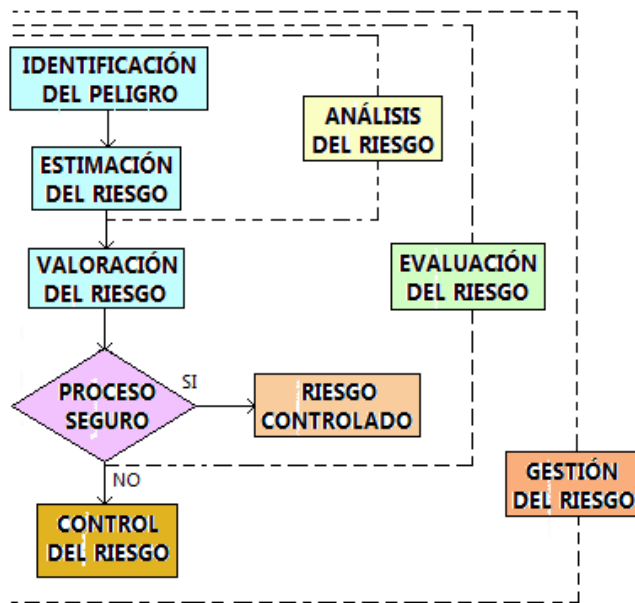 IDENTIFICACIÓN
DEL PELIGRO
ANÁLISIS
DEL RIESGO
ESTIMACIÓN
DEL RIESGO
VALORACIÓN
DEL RIESGO
EVALUACIÓN
DEL RIESGO
PROCESO
SEGURO
SI
RIESGO
CONTROLADO
NO
GESTIÓN
DEL RIESGO
CONTROL
DEL RIESGO